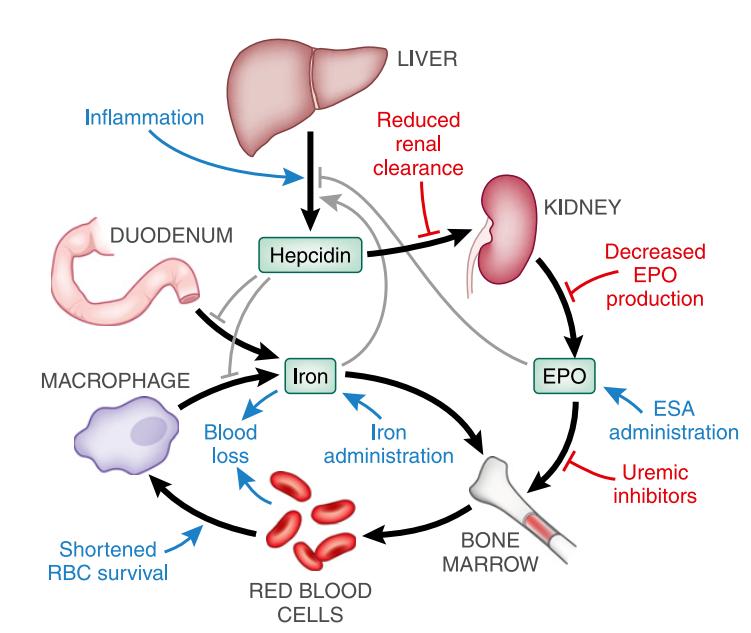 LIVER
Inflammation
Reduced
renal
clearance
KIDNEY
DUODENUM
Hepcidin
Decreased
EPO
production
MACROPHAGE
Iron
EPO
Blood
loss
Iron
administration
ESA
administration
Uremic
inhibitors
Shortened
RBC survival
BONE
MARROW
RED BLOOD
CELLS